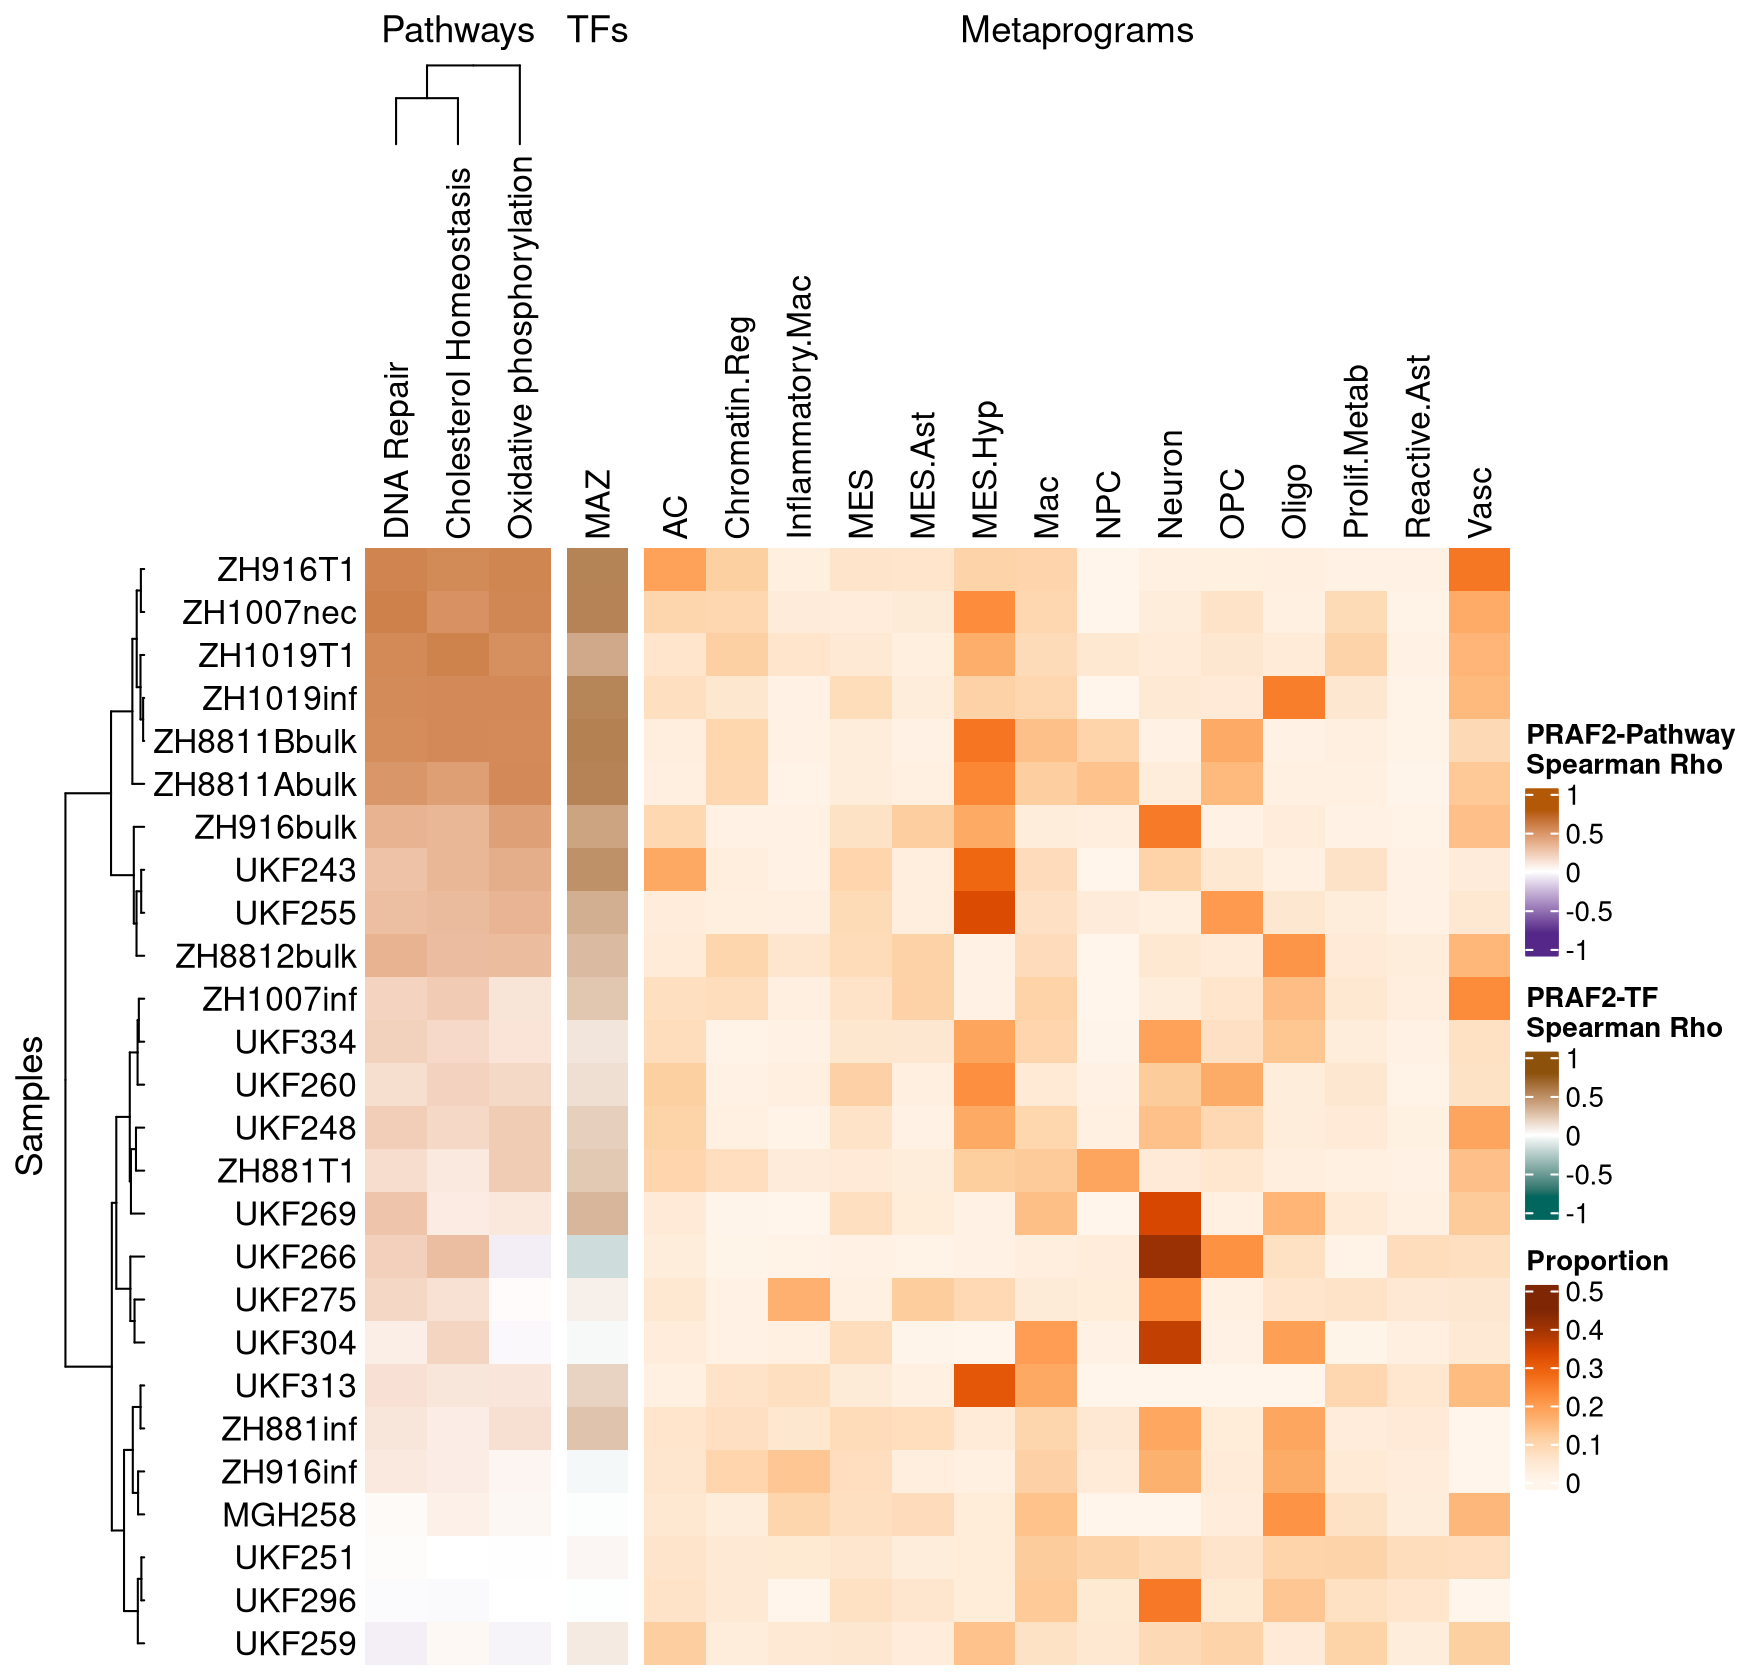 Pathways
TFs
Metaprograms
DNA Repair
Cholesterol Homeostasis
Oxidative phosphorylation
MAZ
AC
Chromatin.Reg
Inflammatory.Mac
MES
MES.Ast
MES.Hyp
Mac
NPC
Neuron
OPC
Oligo
Prolif.Metab
Reactive.Ast
Vasc
Samples
ZH916T1
ZH1007nec
ZH1019T1
ZH1019inf
ZH8811Bbulk
ZH8811Abulk
ZH916bulk
UKF243
UKF255
ZH8812bulk
ZH1007inf
UKF334
UKF260
UKF248
ZH881T1
UKF269
UKF266
UKF275
UKF304
UKF313
ZH881inf
ZH916inf
MGH258
UKF251
UKF296
UKF259
PRAF2-Pathway
Spearman Rho
1
0.5
0
-0.5
-1
PRAF2-TF
Spearman Rho
1
0.5
0
-0.5
-1
Proportion
0.5
0.4
0.3
0.2
0.1
0